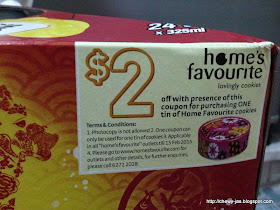 24
x 325ml
home's
favourite
lovingly cookies
$2
off with presence of this
coupon for purchasing ONE
tin of Home Favourite cookies
Terms & Conditions:
1. Photocopy is not allowed 2. One coupon can
only be used for one tin of cookies 3. Applicable
in all "home's favourite" outlets till 15 Feb 2013
4. Please go to www.homesfavourite.com for
outlets and other details, for further enquiries,
please call 6272 2028
http://chewy-jas.blogspot.com